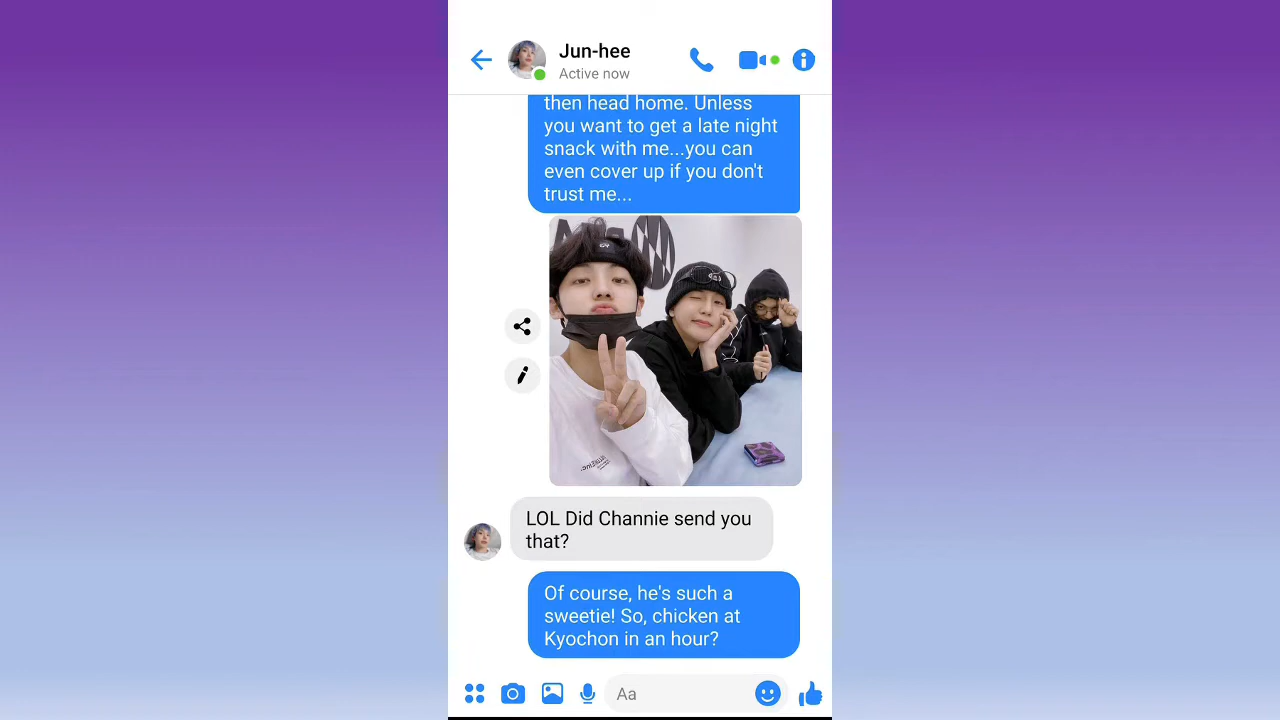 Jun-hee
Active now
then head home. Unless
you want to get a late night
snack with me...you can
even cover up if you don't
trust me...
LOL Did Channie send you
that?
Of course, he's such a
sweetie! So, chicken at
Kyochon in an hour?
Aa